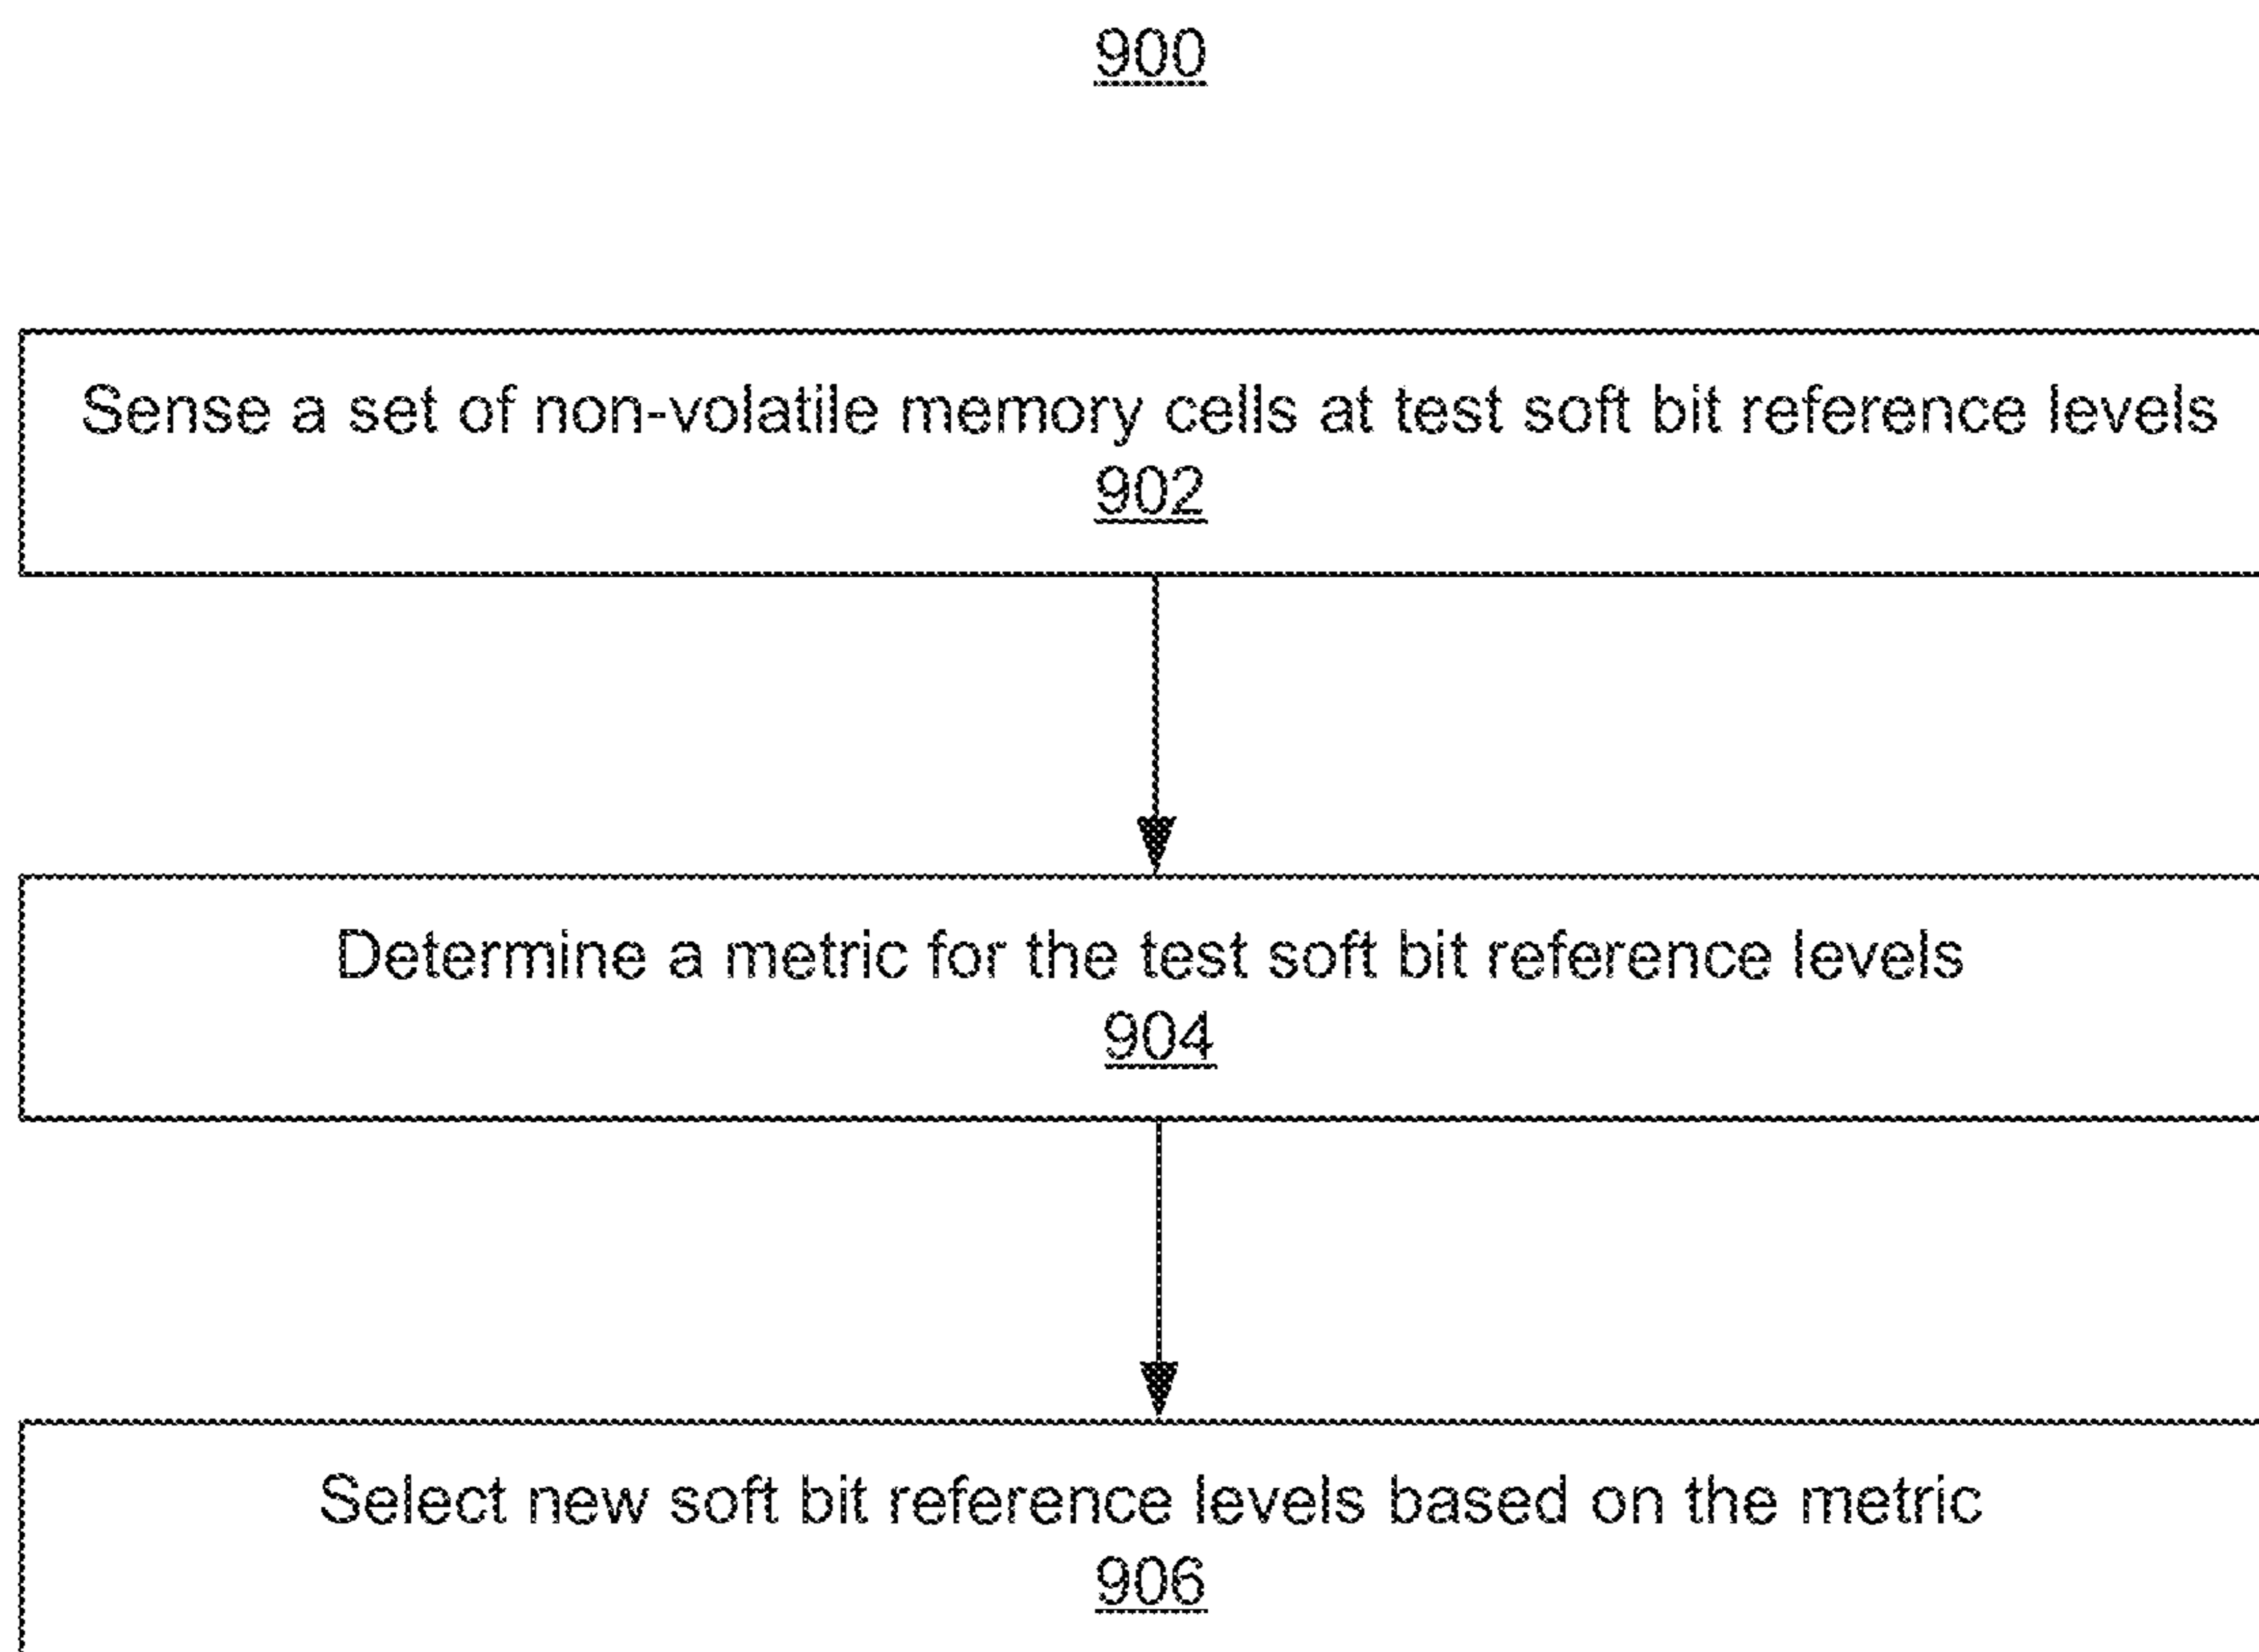 900
Sense a set of non-volatile memory cells at test soft bit reference levels
902
Determine a metric for the test soft bit reference levels
904
Select new soft bit reference levels based on the metric
906